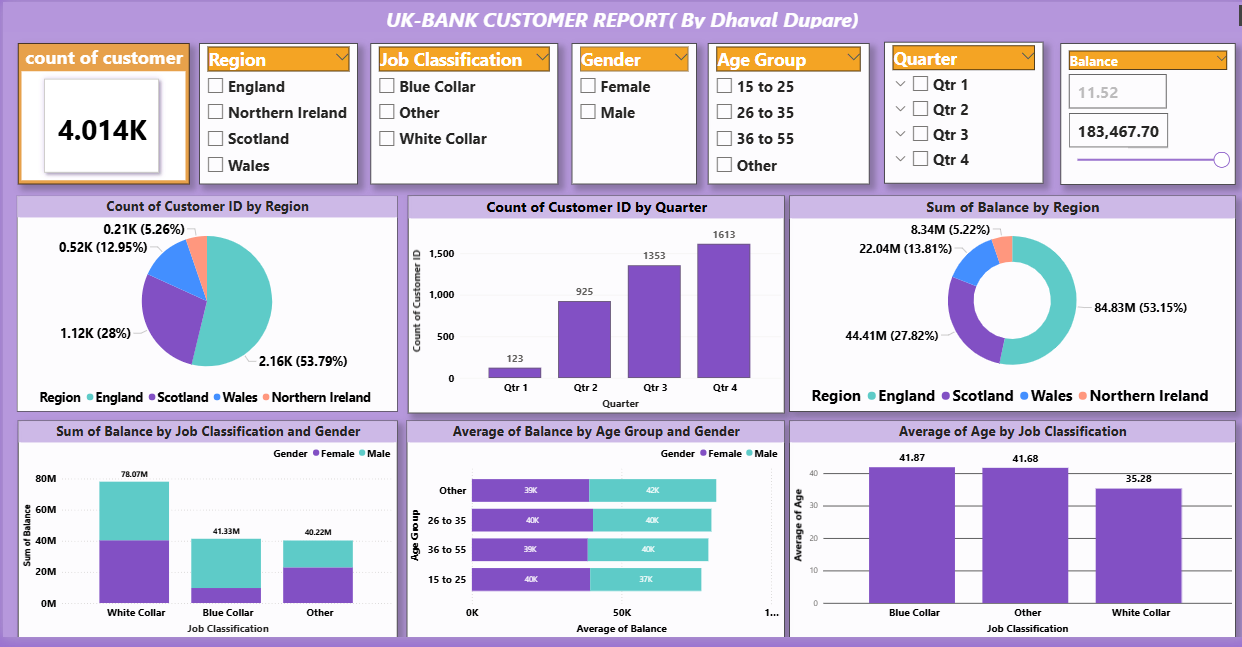 UK-BANK CUSTOMER REPORT( By Dhaval Dupare)
count of customer
4.014K
Region
England
Northern Ireland
Scotland
Wales
Job Classification
Blue Collar
Other
White Collar
Gender
Female
Male
Age Group
15 to 25
26 to 35
36 to 55
Other
Quarter
Qtr 1
Qtr 2
Qtr 3
Qtr 4
Balance
11.52
183,467.70
Count of Customer ID by Region
0.21K (5.26%)
0.52K (12.95%)
1.12K (28%)
2.16K (53.79%)
Region England Scotland Wales Northern Ireland
Count of Customer ID by Quarter
Count of Customer ID
1,500
1,000
500
0
123
925
1353
1613
Qtr 1 Qtr 2 Qtr 3 Qtr 4
Quarter
Sum of Balance by Region
8.34M (5.22%)
22.04M (13.81%)
84.83M (53.15%)
44.41M (27.82%)
Region England Scotland Wales Northern Ireland
Sum of Balance by Job Classification and Gender
Gender Female Male
Sum of Balance
80M
60M
40M
20M
0M
78.07M
41.33M
40.22M
White Collar Blue Collar Other
Job Classification
Average of Balance by Age Group and Gender
Gender Female Male
Age Group
Other 39K 42K
26 to 35 40K 40K
36 to 55 39K 40K
15 to 25 40K 37K
0K 50K 1...
Average of Balance
Average of Age by Job Classification
Average of Age
40
30
20
10
0
41.87
41.68
35.28
Blue Collar Other White Collar
Job Classification